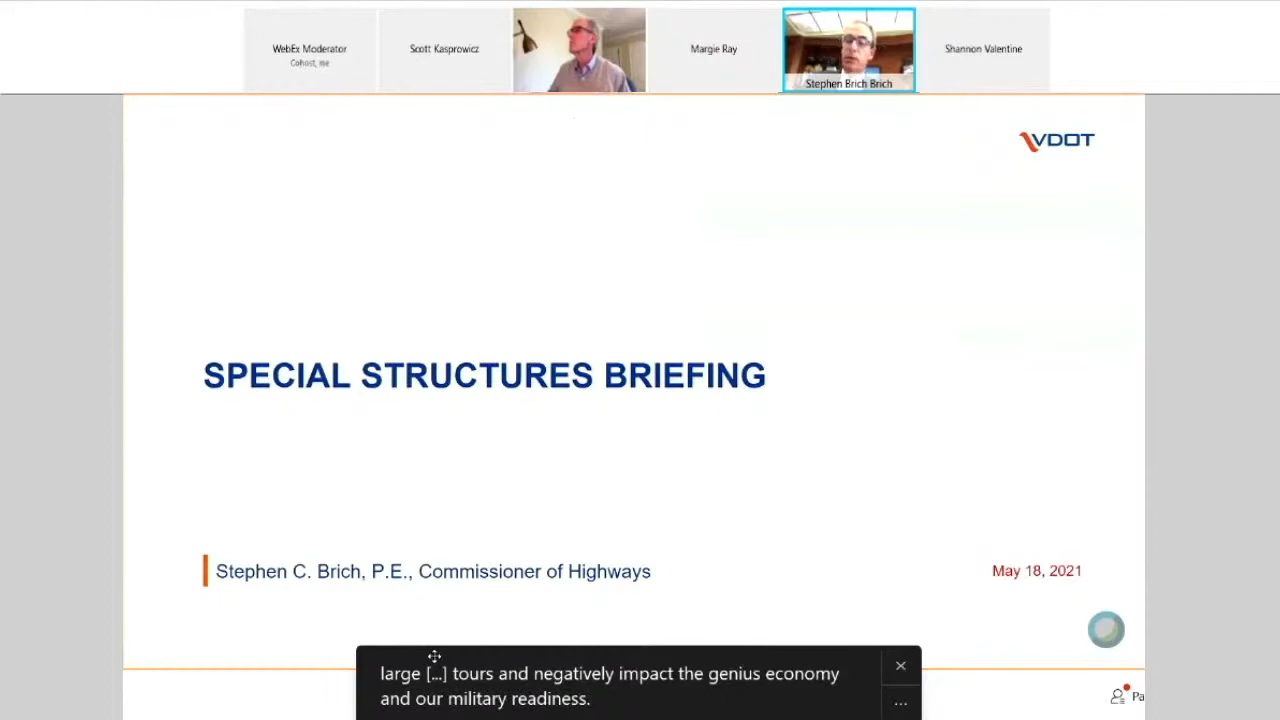 WebEx Moderator
Cohost, me
Scott Kasprowicz
Margie Ray
Stephen Brich Brich
Shannon Valentine
VDOT
SPECIAL STRUCTURES BRIEFING
Stephen C. Brich, P.E., Commissioner of Highways
May 18, 2021
large [...] tours and negatively impact the genius economy
and our military readiness.
Pa